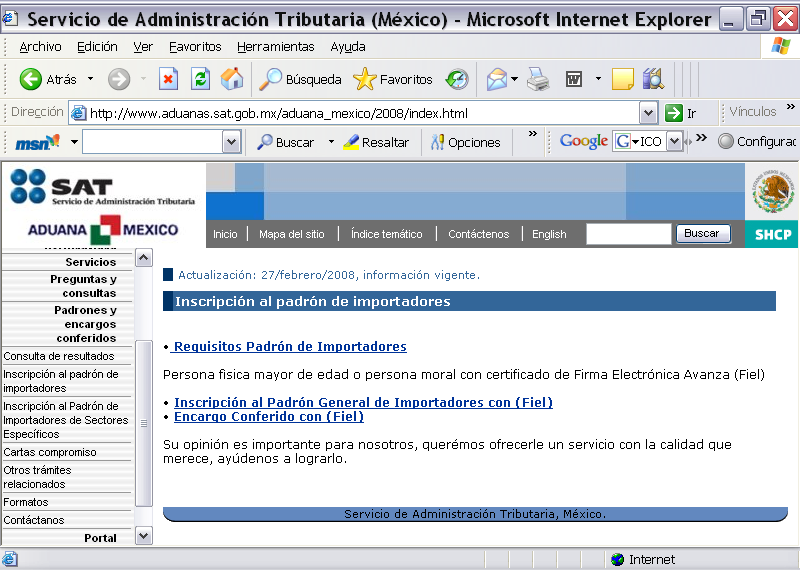 Servicio de Administración Tributaria (México) - Microsoft Internet Explorer
Archivo Edición Ver Favoritos Herramientas Ayuda
Atrás Búsqueda Favoritos
Dirección http://www.aduanas.sat.gob.mx/aduana_mexico/2008/index.html Ir Vínculos »
msn Buscar Resaltar Opciones » Google G ICO » Configurac
SAT
Servicio de Administración Tributaria
ADUANA MEXICO
Inicio | Mapa del sitio | Índice temático | Contáctenos | English Buscar
ESTADOS UNIDOS MEXICANOS
SHCP
Servicios
Preguntas y
consultas
Padrones y
encargos
conferidos
Consulta de resultados
Inscripción al padrón de
importadores
Inscripción al Padrón de
Importadores de Sectores
Específicos
Cartas compromiso
Otros trámites
relacionados
Formatos
Contáctanos
Portal
Actualización: 27/febrero/2008, información vigente.
Inscripción al padrón de importadores
• Requisitos Padrón de Importadores
Persona fisica mayor de edad o persona moral con certificado de Firma Electrónica Avanza (Fiel)
• Inscripción al Padrón General de Importadores con (Fiel)
• Encargo Conferido con (Fiel)
Su opinión es importante para nosotros, querémos ofrecerle un servicio con la calidad que
merece, ayúdenos a lograrlo.
Servicio de Administración Tributaria, México.
Internet